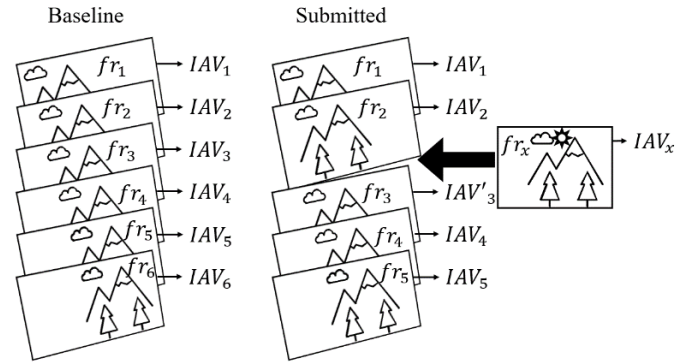 Baseline
Submitted
fr₁ IAV₁
fr₂ IAV₂
fr₃ IAV₃
fr₄ IAV₄
fr₅ IAV₅
fr₆ IAV₆
fr₁ IAV₁
fr₂ IAV₂
fr₃ IAV'₃
fr₄ IAV₄
fr₅ IAV₅
frₓ IAVₓ